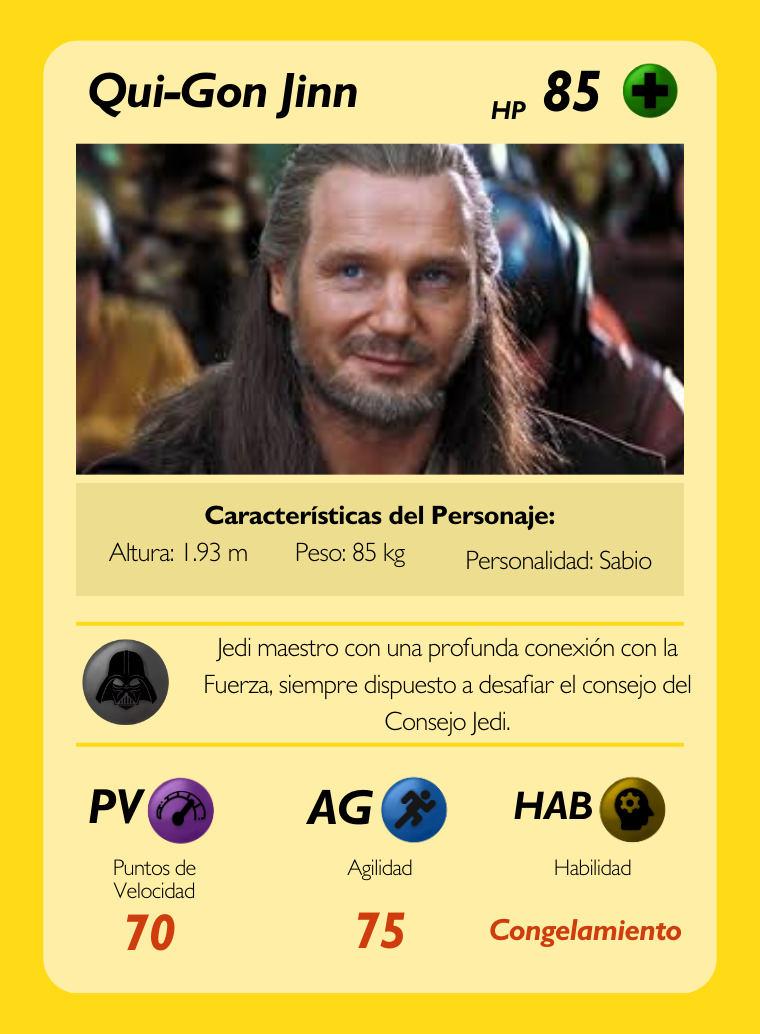 Qui-Gon Jinn
HP 85
Características del Personaje:
Altura: 1.93 m Peso: 85 kg Personalidad: Sabio
Jedi maestro con una profunda conexión con la
Fuerza, siempre dispuesto a desafiar el consejo del
Consejo Jedi.
PV AG HAB
Puntos de
Velocidad
Agilidad
Habilidad
70 75 Congelamiento